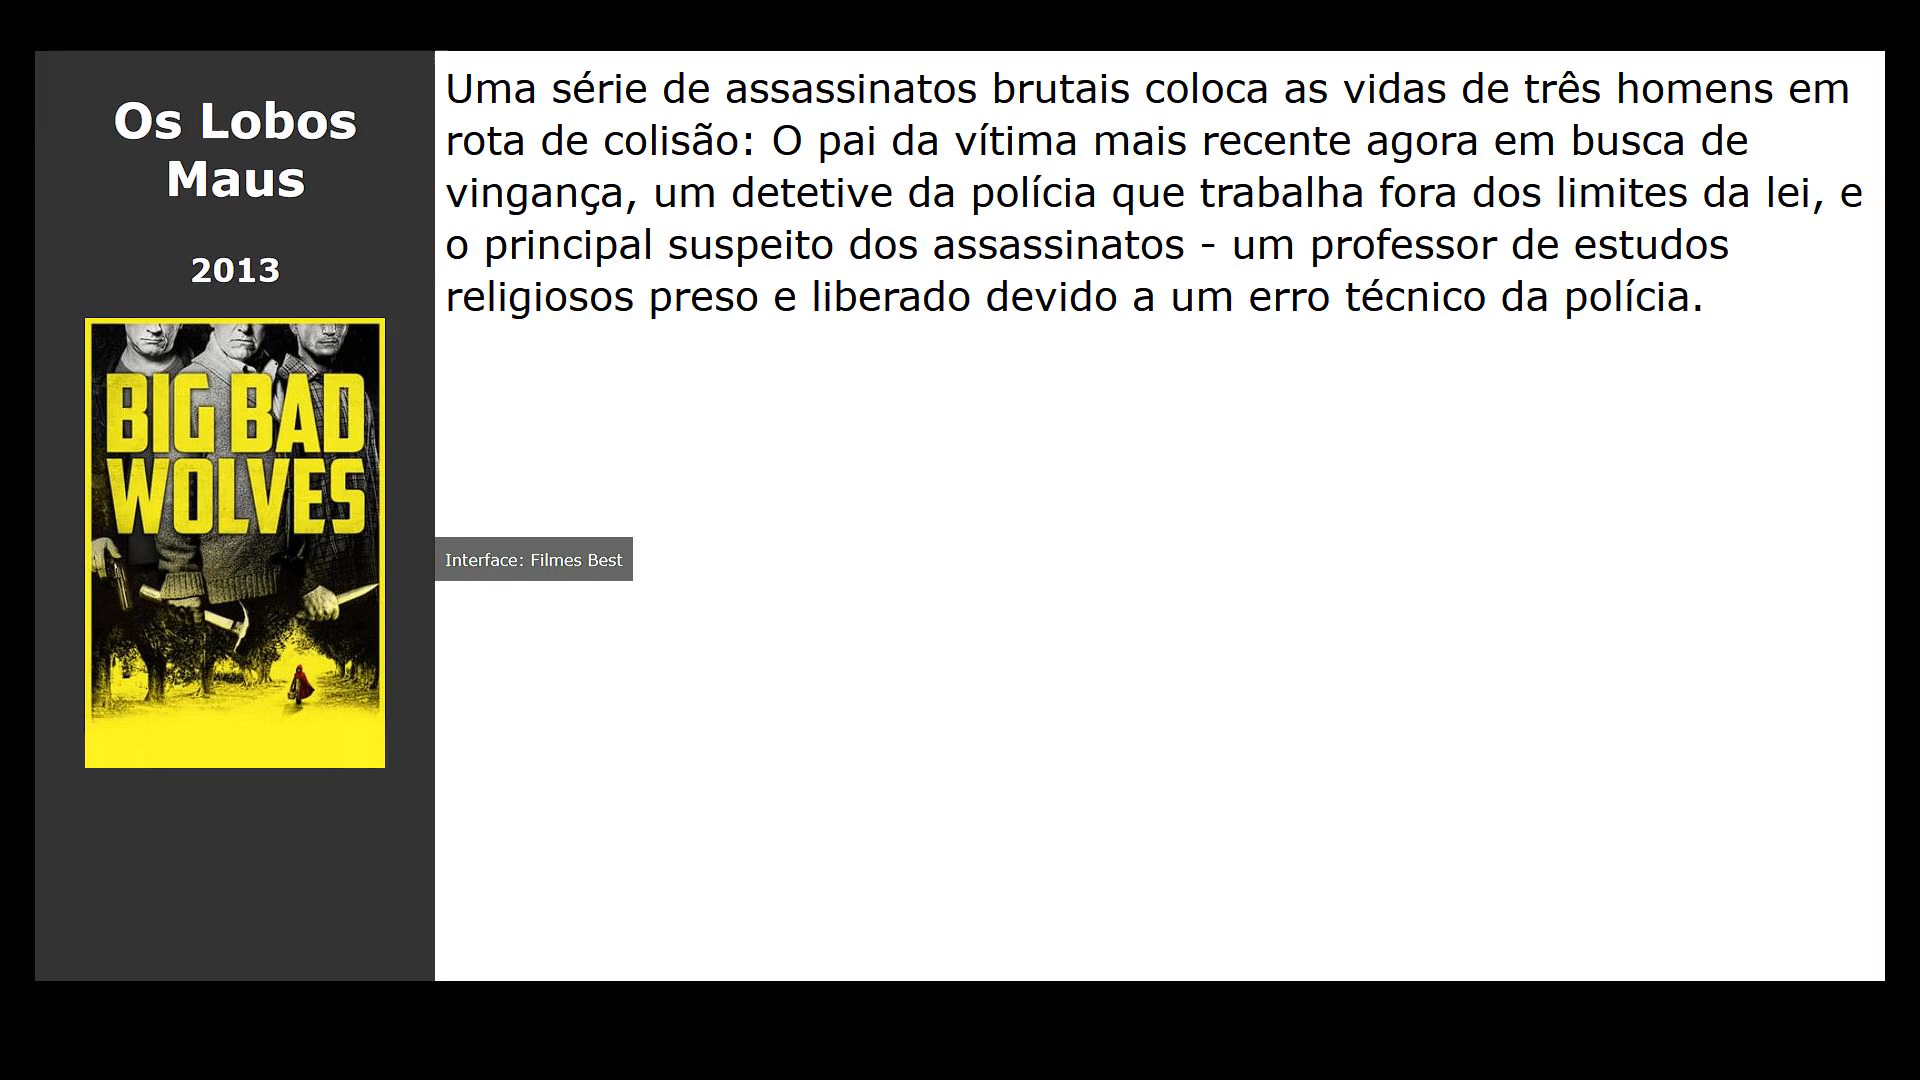 Os Lobos
Maus
2013
BIG BAD
WOLVES
Uma série de assassinatos brutais coloca as vidas de três homens em
rota de colisão: O pai da vítima mais recente agora em busca de
vingança, um detetive da polícia que trabalha fora dos limites da lei, e
o principal suspeito dos assassinatos - um professor de estudos
religiosos preso e liberado devido a um erro técnico da polícia.
Interface: Filmes Best